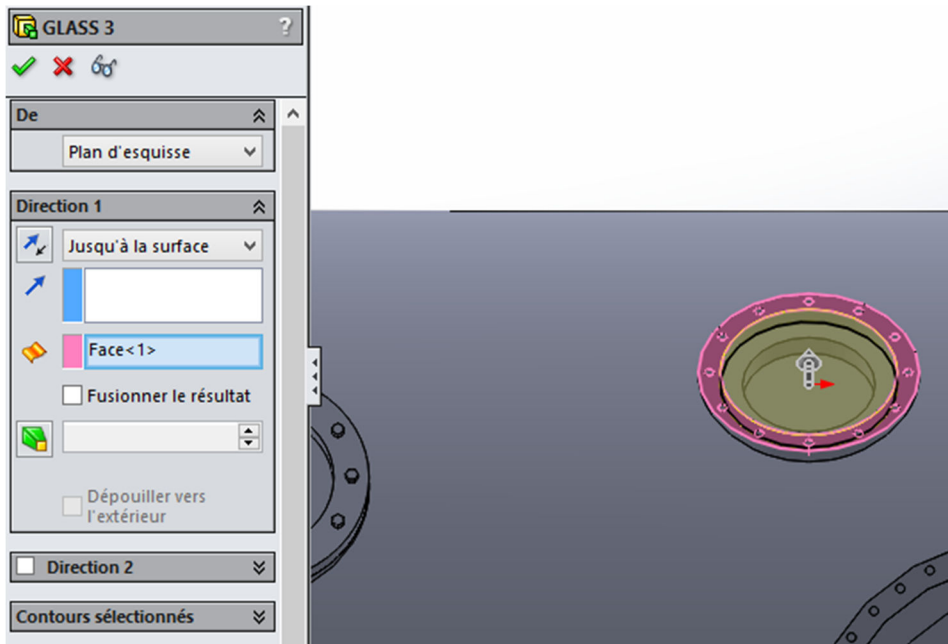 GLASS 3 ?
De
Plan d'esquisse
Direction 1
Jusqu'à la surface
Face<1>
Fusionner le résultat
Dépouiller vers
l'extérieur
Direction 2
Contours sélectionnés